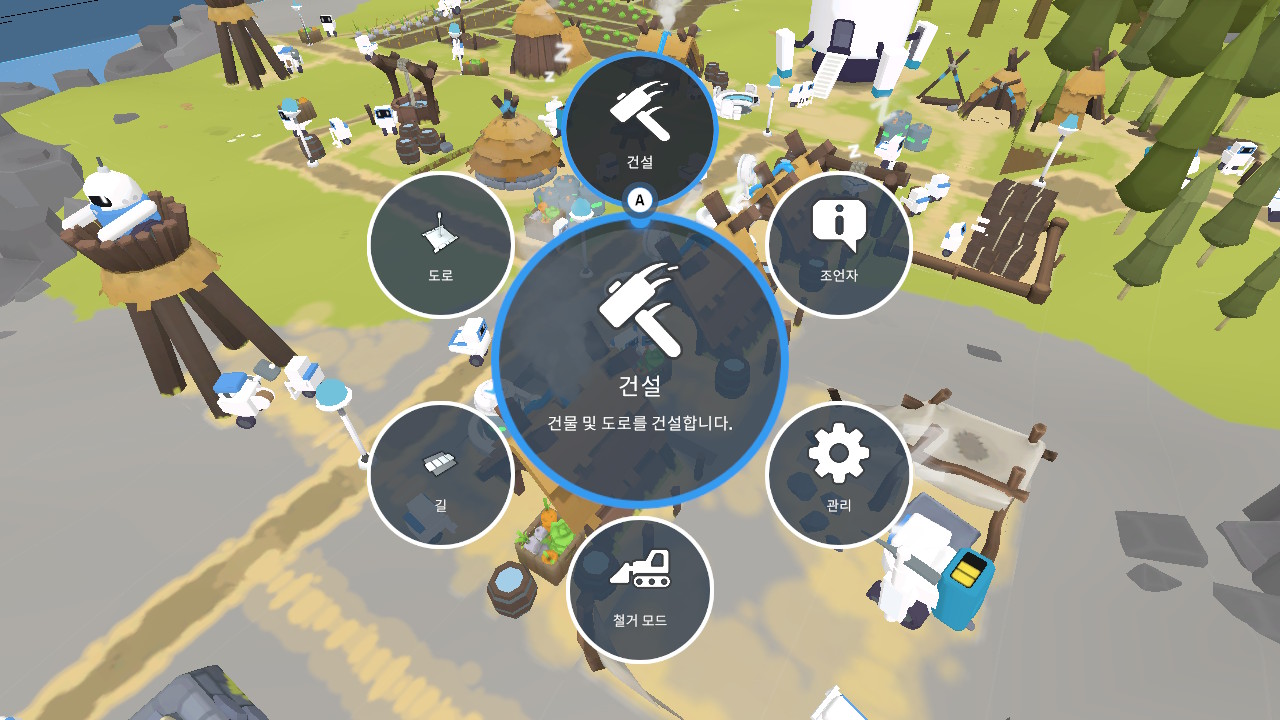 건설
A
도로
조언자
건설
건물 및 도로를 건설합니다.
길
관리
철거 모드